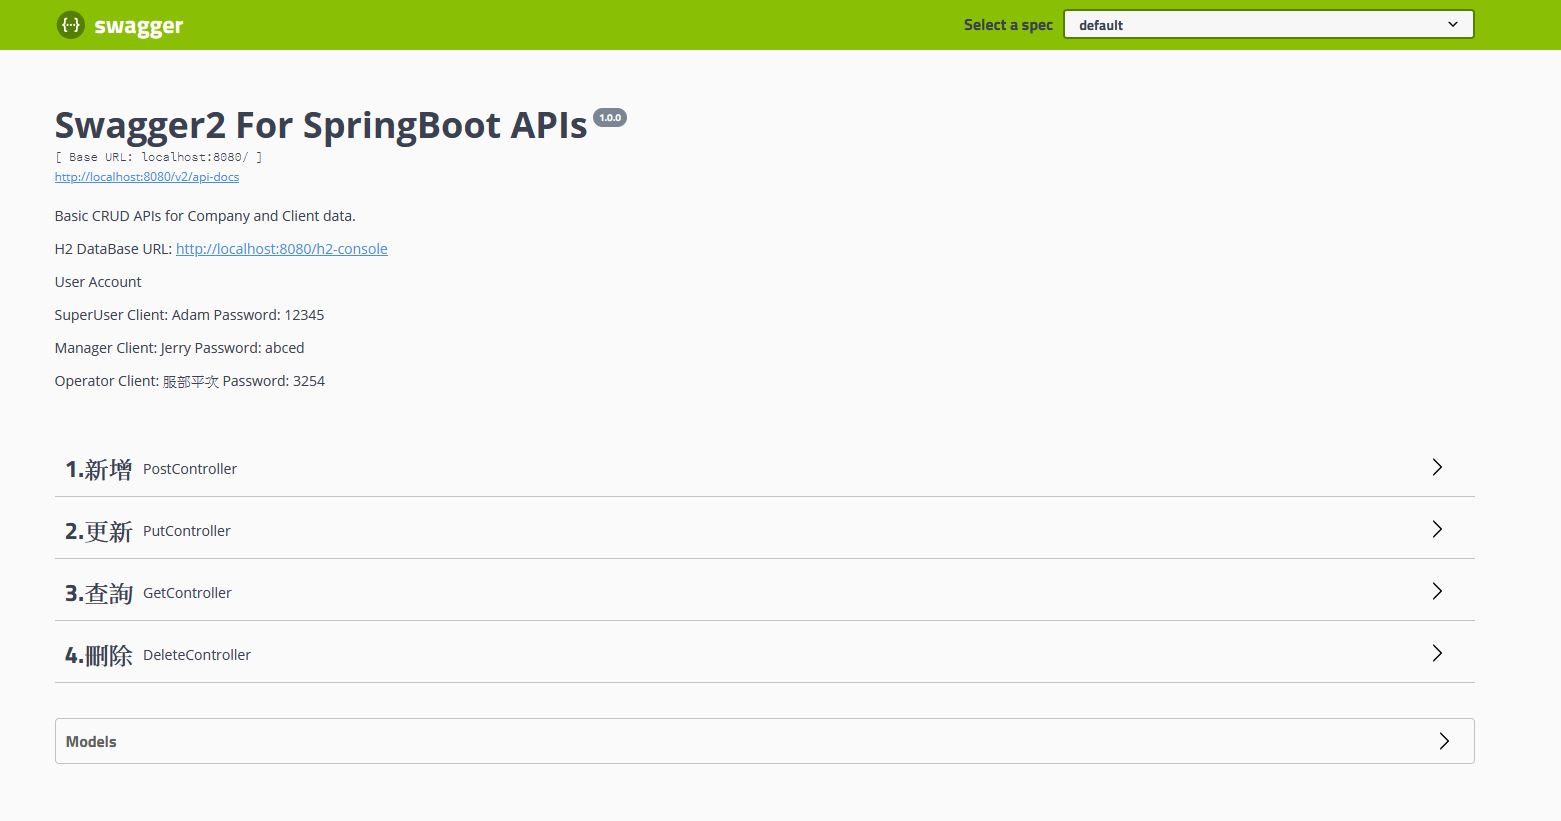 swagger
Select a spec default
Swagger2 For SpringBoot APIs 1.0.0
[ Base URL: localhost:8080/ ]
http://localhost:8080/v2/api-docs
Basic CRUD APIs for Company and Client data.
H2 DataBase URL: http://localhost:8080/h2-console
User Account
SuperUser Client: Adam Password: 12345
Manager Client: Jerry Password: abced
Operator Client: 服部平次 Password: 3254
1.新增 PostController
2.更新 PutController
3.查詢 GetController
4.刪除 DeleteController
Models